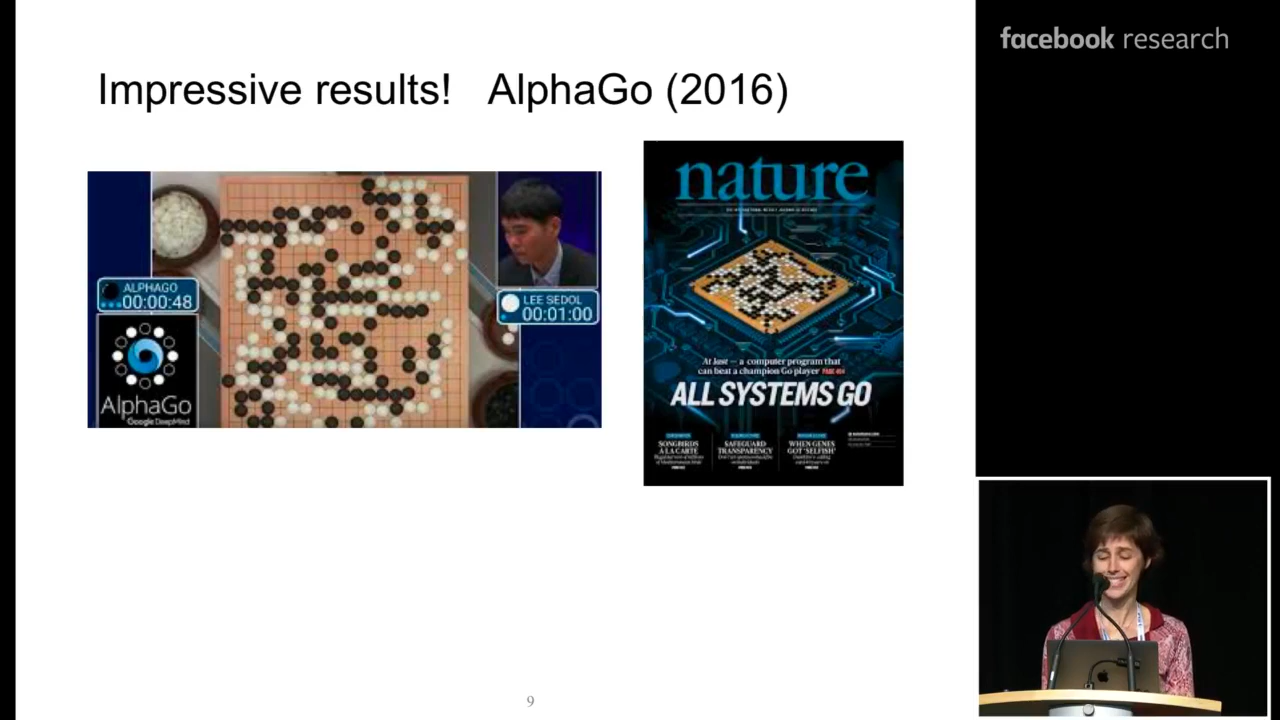 facebook research
Impressive results! AlphaGo (2016)
ALPHAGO
00:00:48
LEE SEDOL
00:01:00
AlphaGo
Google DeepMind
nature
At last — a computer program that
can beat a champion Go player
ALL SYSTEMS GO
SONGBIRDS
À LA CARTE
SAFEGUARD
TRANSPARENCY
WHEN GENES
GOT 'SELFISH'
9